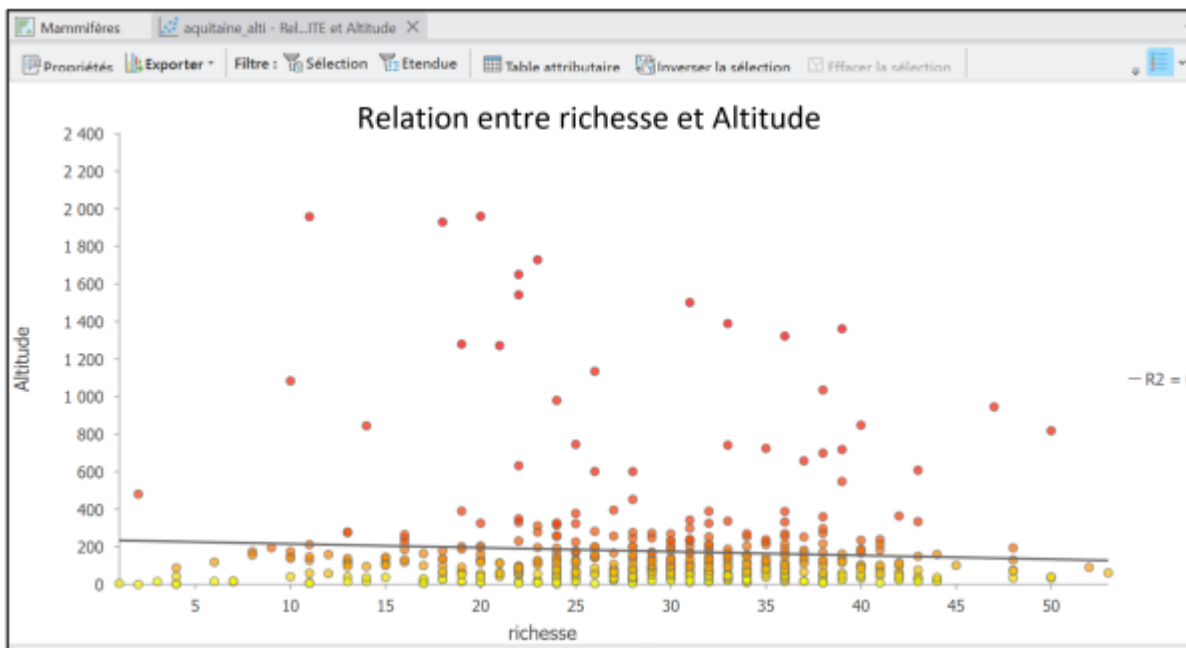 Mammifères aquitaine_alti - Rel...ITE et Altitude
Propriétés Exporter Filtre : Sélection Etendue Table attributaire Inverser la sélection Effacer la sélection
Relation entre richesse et Altitude
2 400
2 200
2 000
1 800
1 600
1 400
1 200
1 000
800
600
400
200
0
Altitude
R2 =
5 10 15 20 25 30 35 40 45 50
richesse